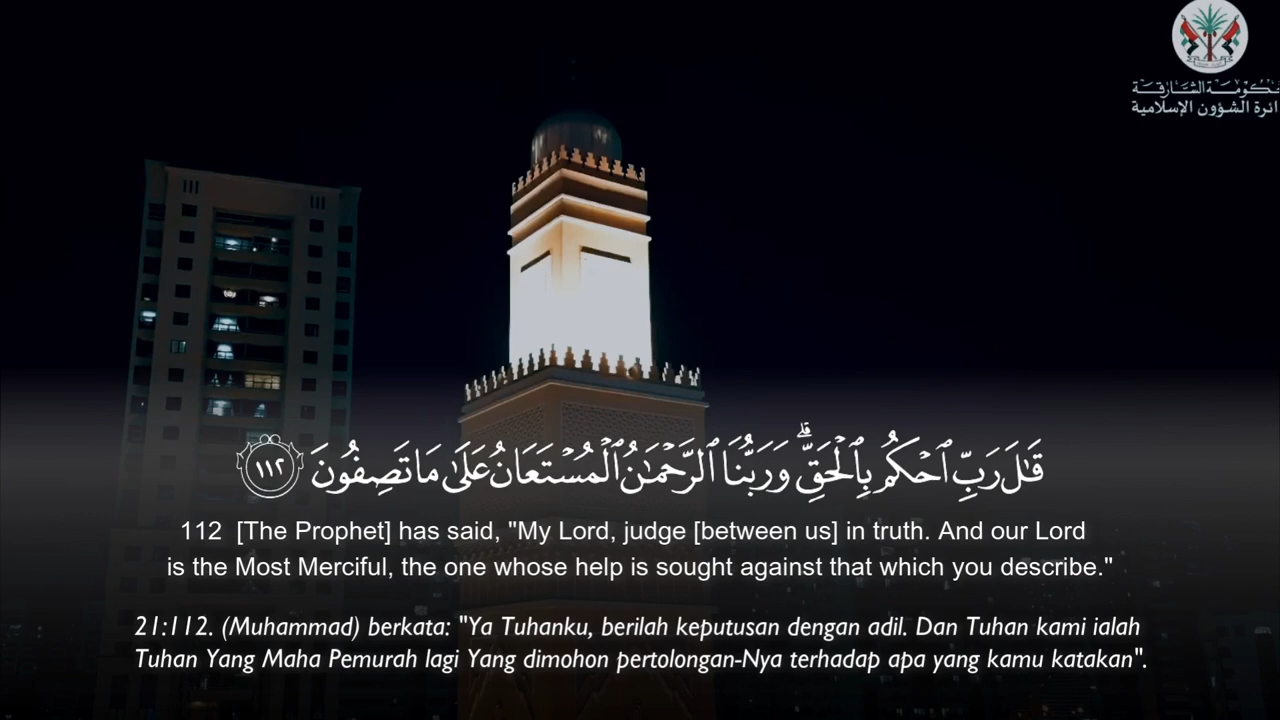 كومة الشارقة
ائرة الشؤون الإسلامية
قَٰلَ رَبِّ ٱحْكُم بِٱلْحَقِّ ۗ وَرَبُّنَا ٱلرَّحْمَٰنُ ٱلْمُسْتَعَانُ عَلَىٰ مَا تَصِفُونَ ١١٢
112 [The Prophet] has said, "My Lord, judge [between us] in truth. And our Lord
is the Most Merciful, the one whose help is sought against that which you describe."
21:112. (Muhammad) berkata: "Ya Tuhanku, berilah keputusan dengan adil. Dan Tuhan kami ialah
Tuhan Yang Maha Pemurah lagi Yang dimohon pertolongan-Nya terhadap apa yang kamu katakan".